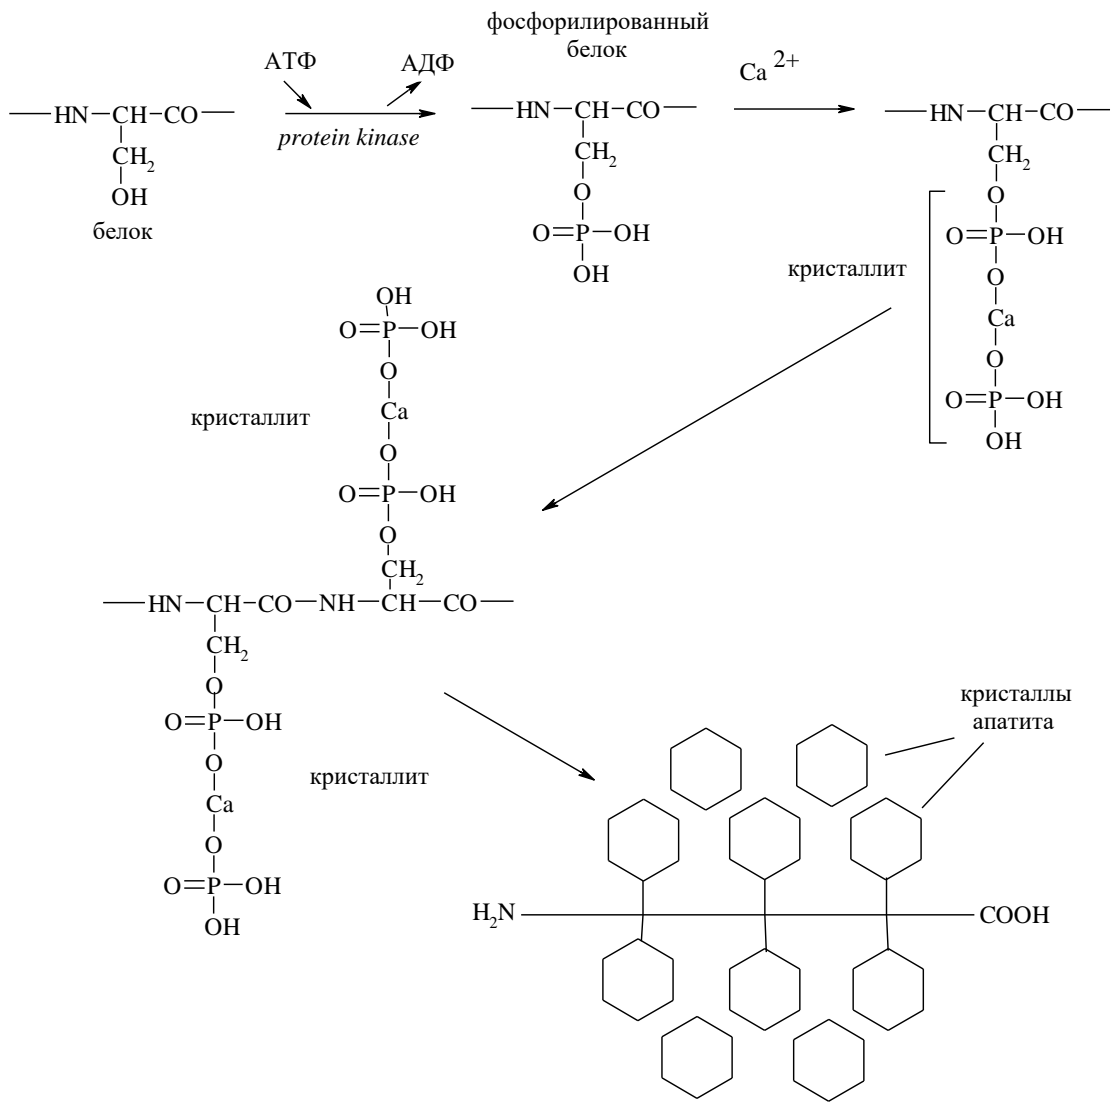 фосфорилированный
белок
АТФ
АДФ
Ca 2+
HN CH CO
protein kinase
HN CH CO
HN CH CO
CH2
OH
белок
CH2
O
O=P-OH
OH
CH2
O
O=P-OH
O
Ca
O
O=P-OH
OH
кристаллит
OH
O=P-OH
O
Ca
O
O=P-OH
O
CH2
кристаллит
HN-CH-CO-NH-CH-CO
CH2
O
O=P-OH
O
Ca
O
O=P-OH
OH
кристаллит
кристаллы
апатита
H2N
COOH